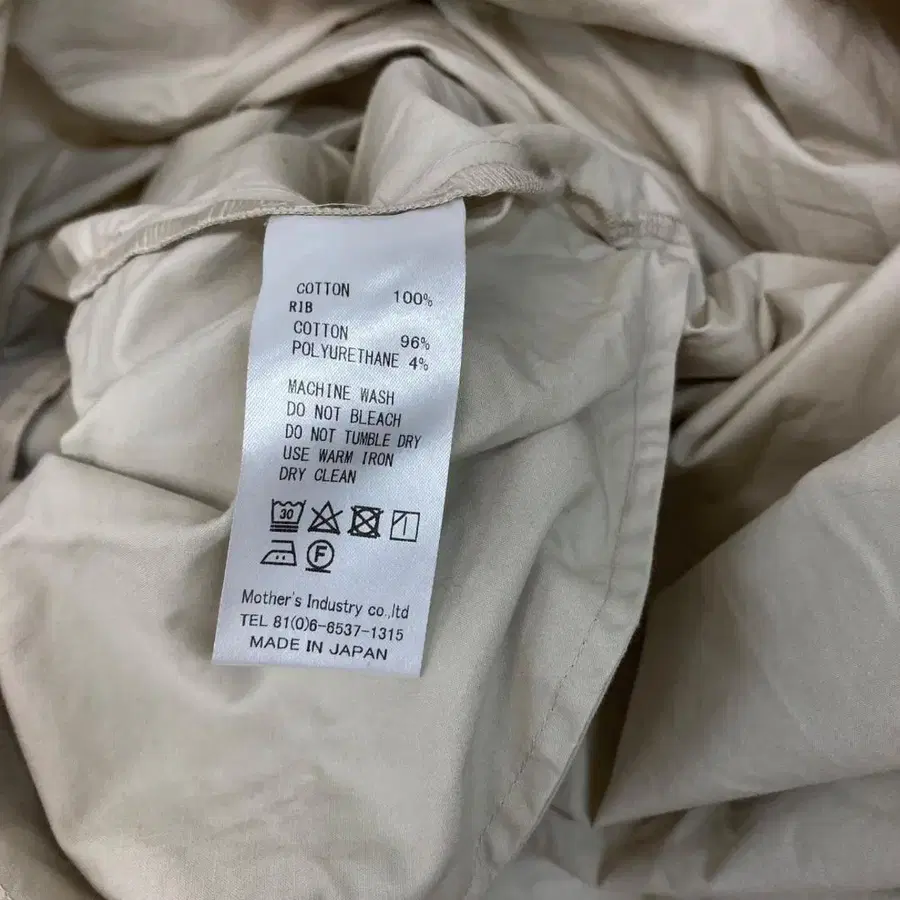 COTTON 100%
RIB
COTTON 96%
POLYURETHANE 4%
MACHINE WASH
DO NOT BLEACH
DO NOT TUMBLE DRY
USE WARM IRON
DRY CLEAN
30
F
Mother's Industry co.,ltd
TEL 81(0)6-6537-1315
MADE IN JAPAN